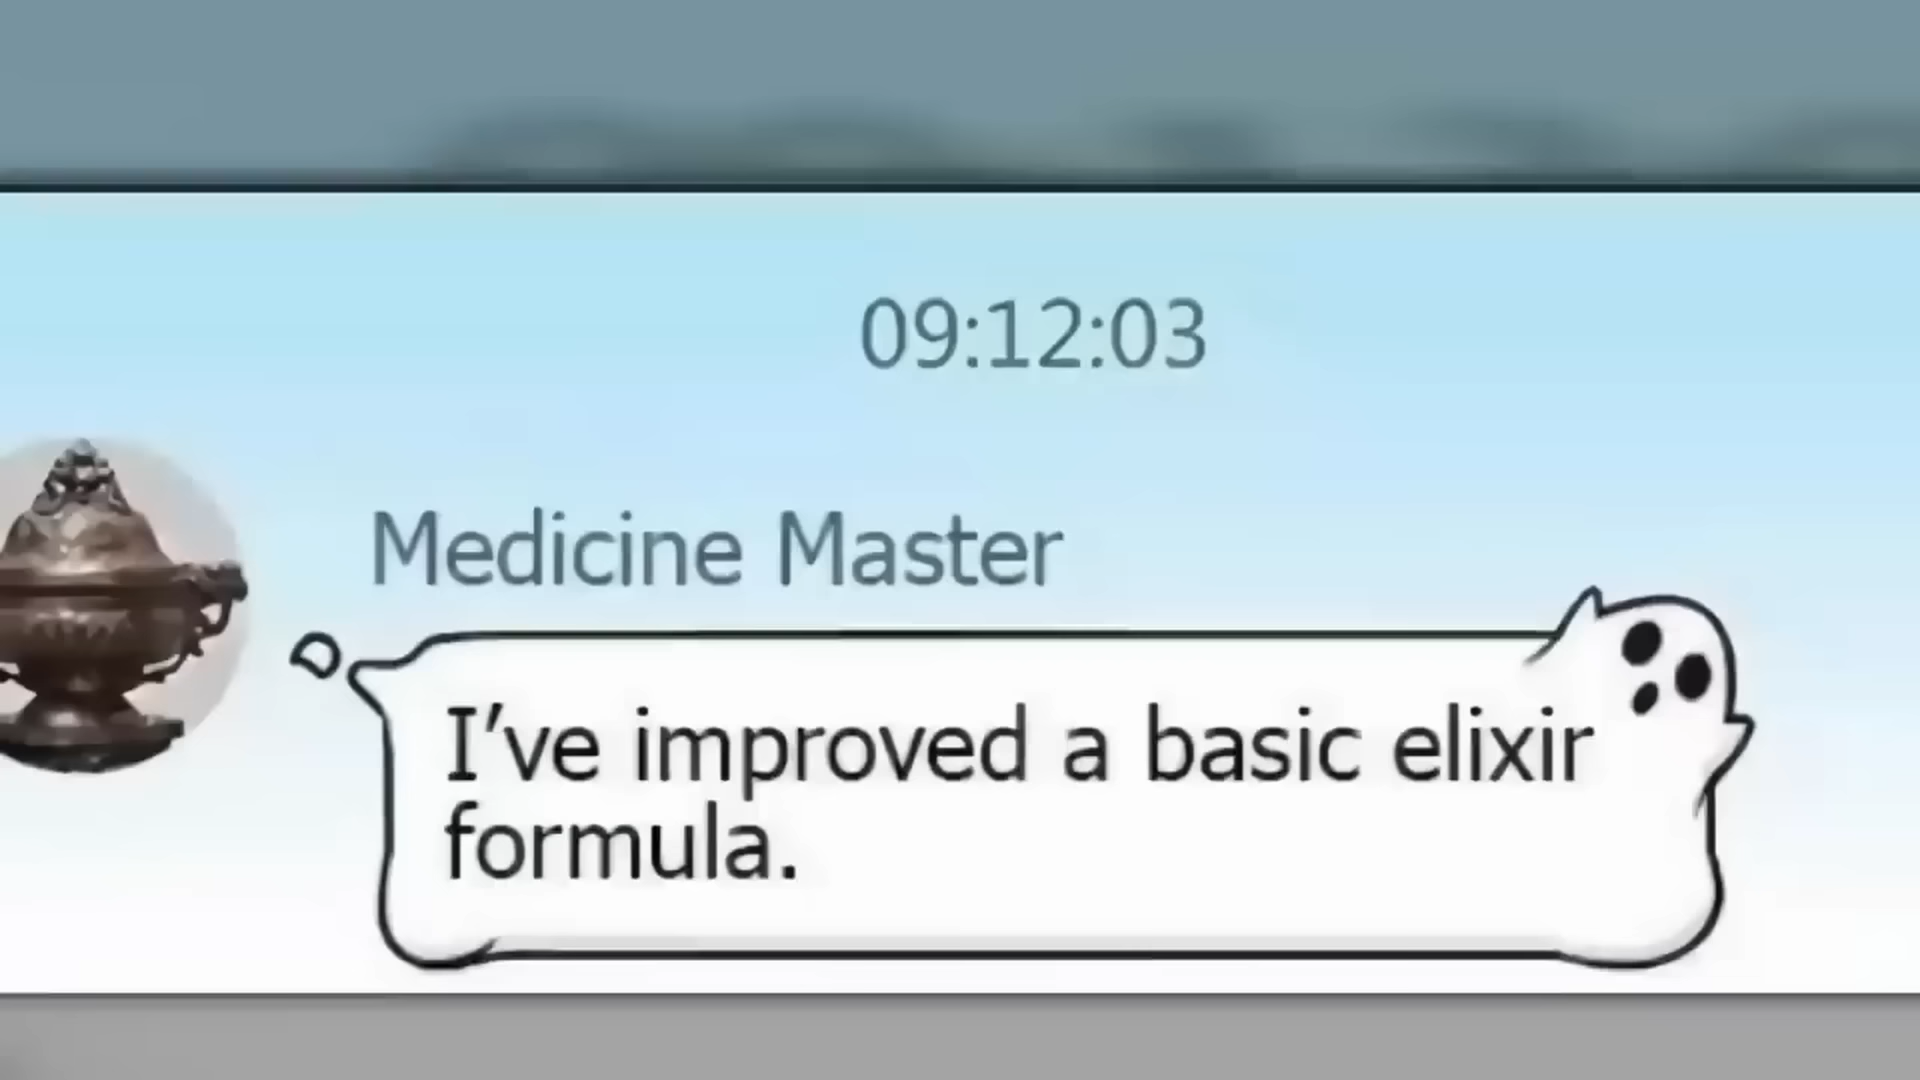 09:12:03
Medicine Master
I’ve improved a basic elixir
formula.